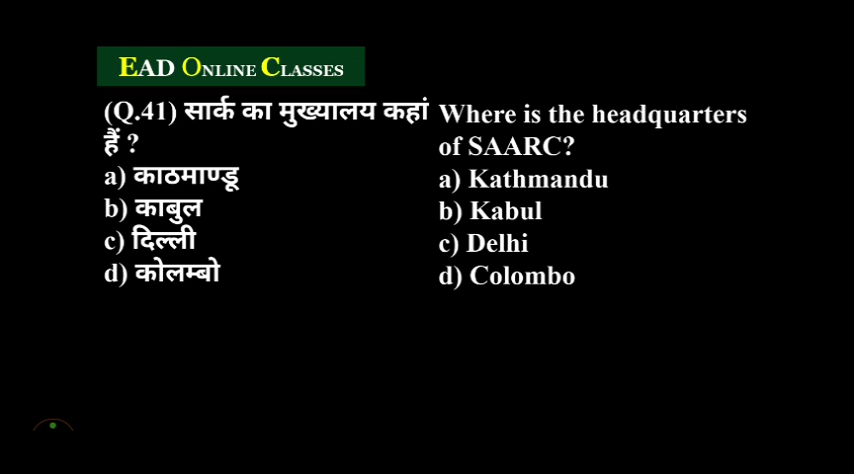 EAD ONLINE CLASSES
(Q.41) सार्क का मुख्यालय कहां
हैं ?
a) काठमाण्डू
b) काबुल
c) दिल्ली
d) कोलम्बो
Where is the headquarters
of SAARC?
a) Kathmandu
b) Kabul
c) Delhi
d) Colombo